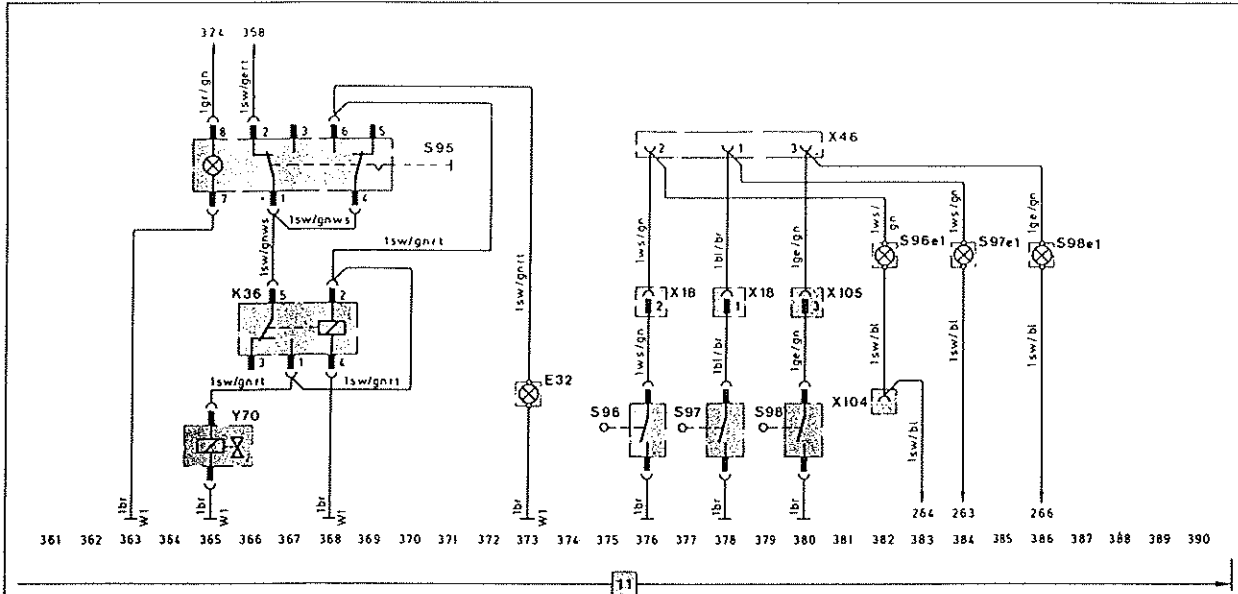 324 358
1gr/gn
1sw/gert
8 2 3 6 5
S95
7 1 4
1sw/gnws
1sw/gnws
1sw/gnrt
K36 5 2
3 1 4
1sw/gnrt 1sw/gnrt
Y70
1sw/gnrt
E32
X46
2 1 3
1ws/gn
1bl/br
1ge/gn
1ws/gn
1ws/gn
1ge/gn
S96e1 S97e1 S98e1
X18 X18 X105
2 1 3
1ws/gn
1bl/br
1ge/gn
1sw/bl
1sw/bl
1sw/bl
S96 S97 S98
X104
1sw/bl
1br W1
1br W1
1br W1
1br W1
1br
1br
1br
264 263 266
361 362 363 364 365 366 367 368 369 370 371 372 373 374 375 376 377 378 379 380 381 382 383 384 385 386 387 388 389 390
11